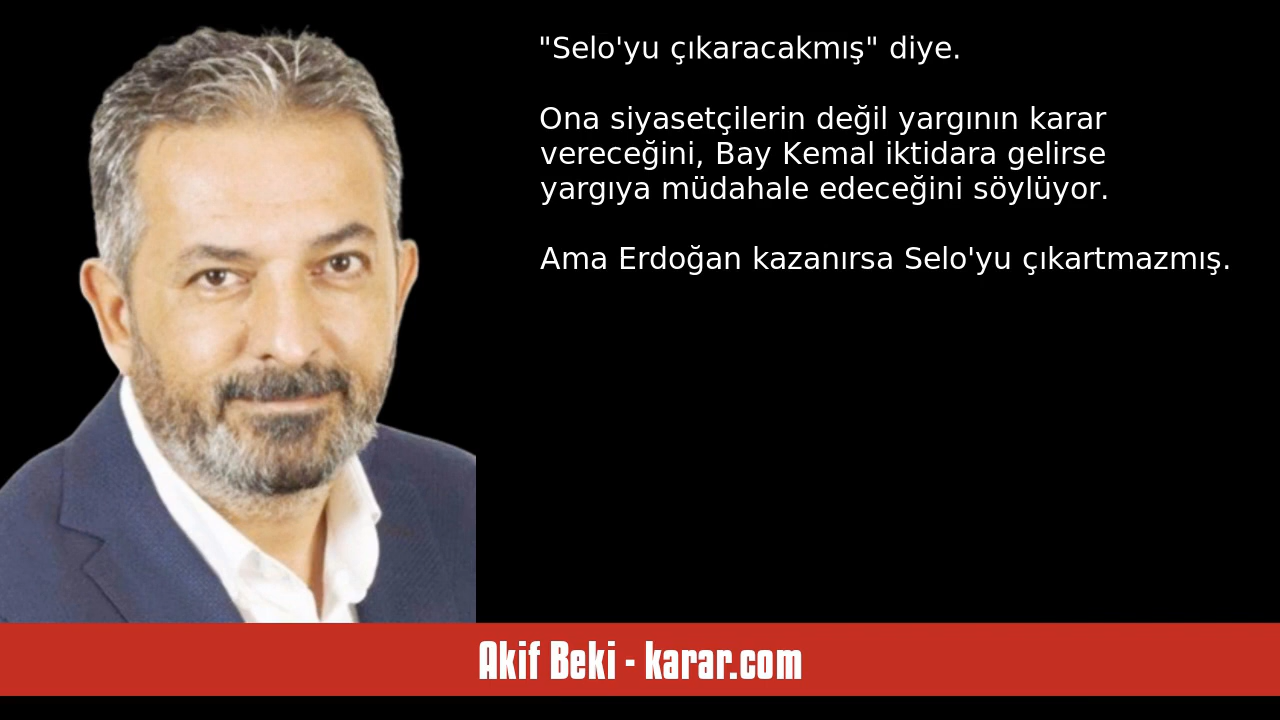 "Selo'yu çıkaracakmış" diye.
Ona siyasetçilerin değil yargının karar
vereceğini, Bay Kemal iktidara gelirse
yargıya müdahale edeceğini söylüyor.
Ama Erdoğan kazanırsa Selo'yu çıkartmazmış.
Akif Beki - karar.com